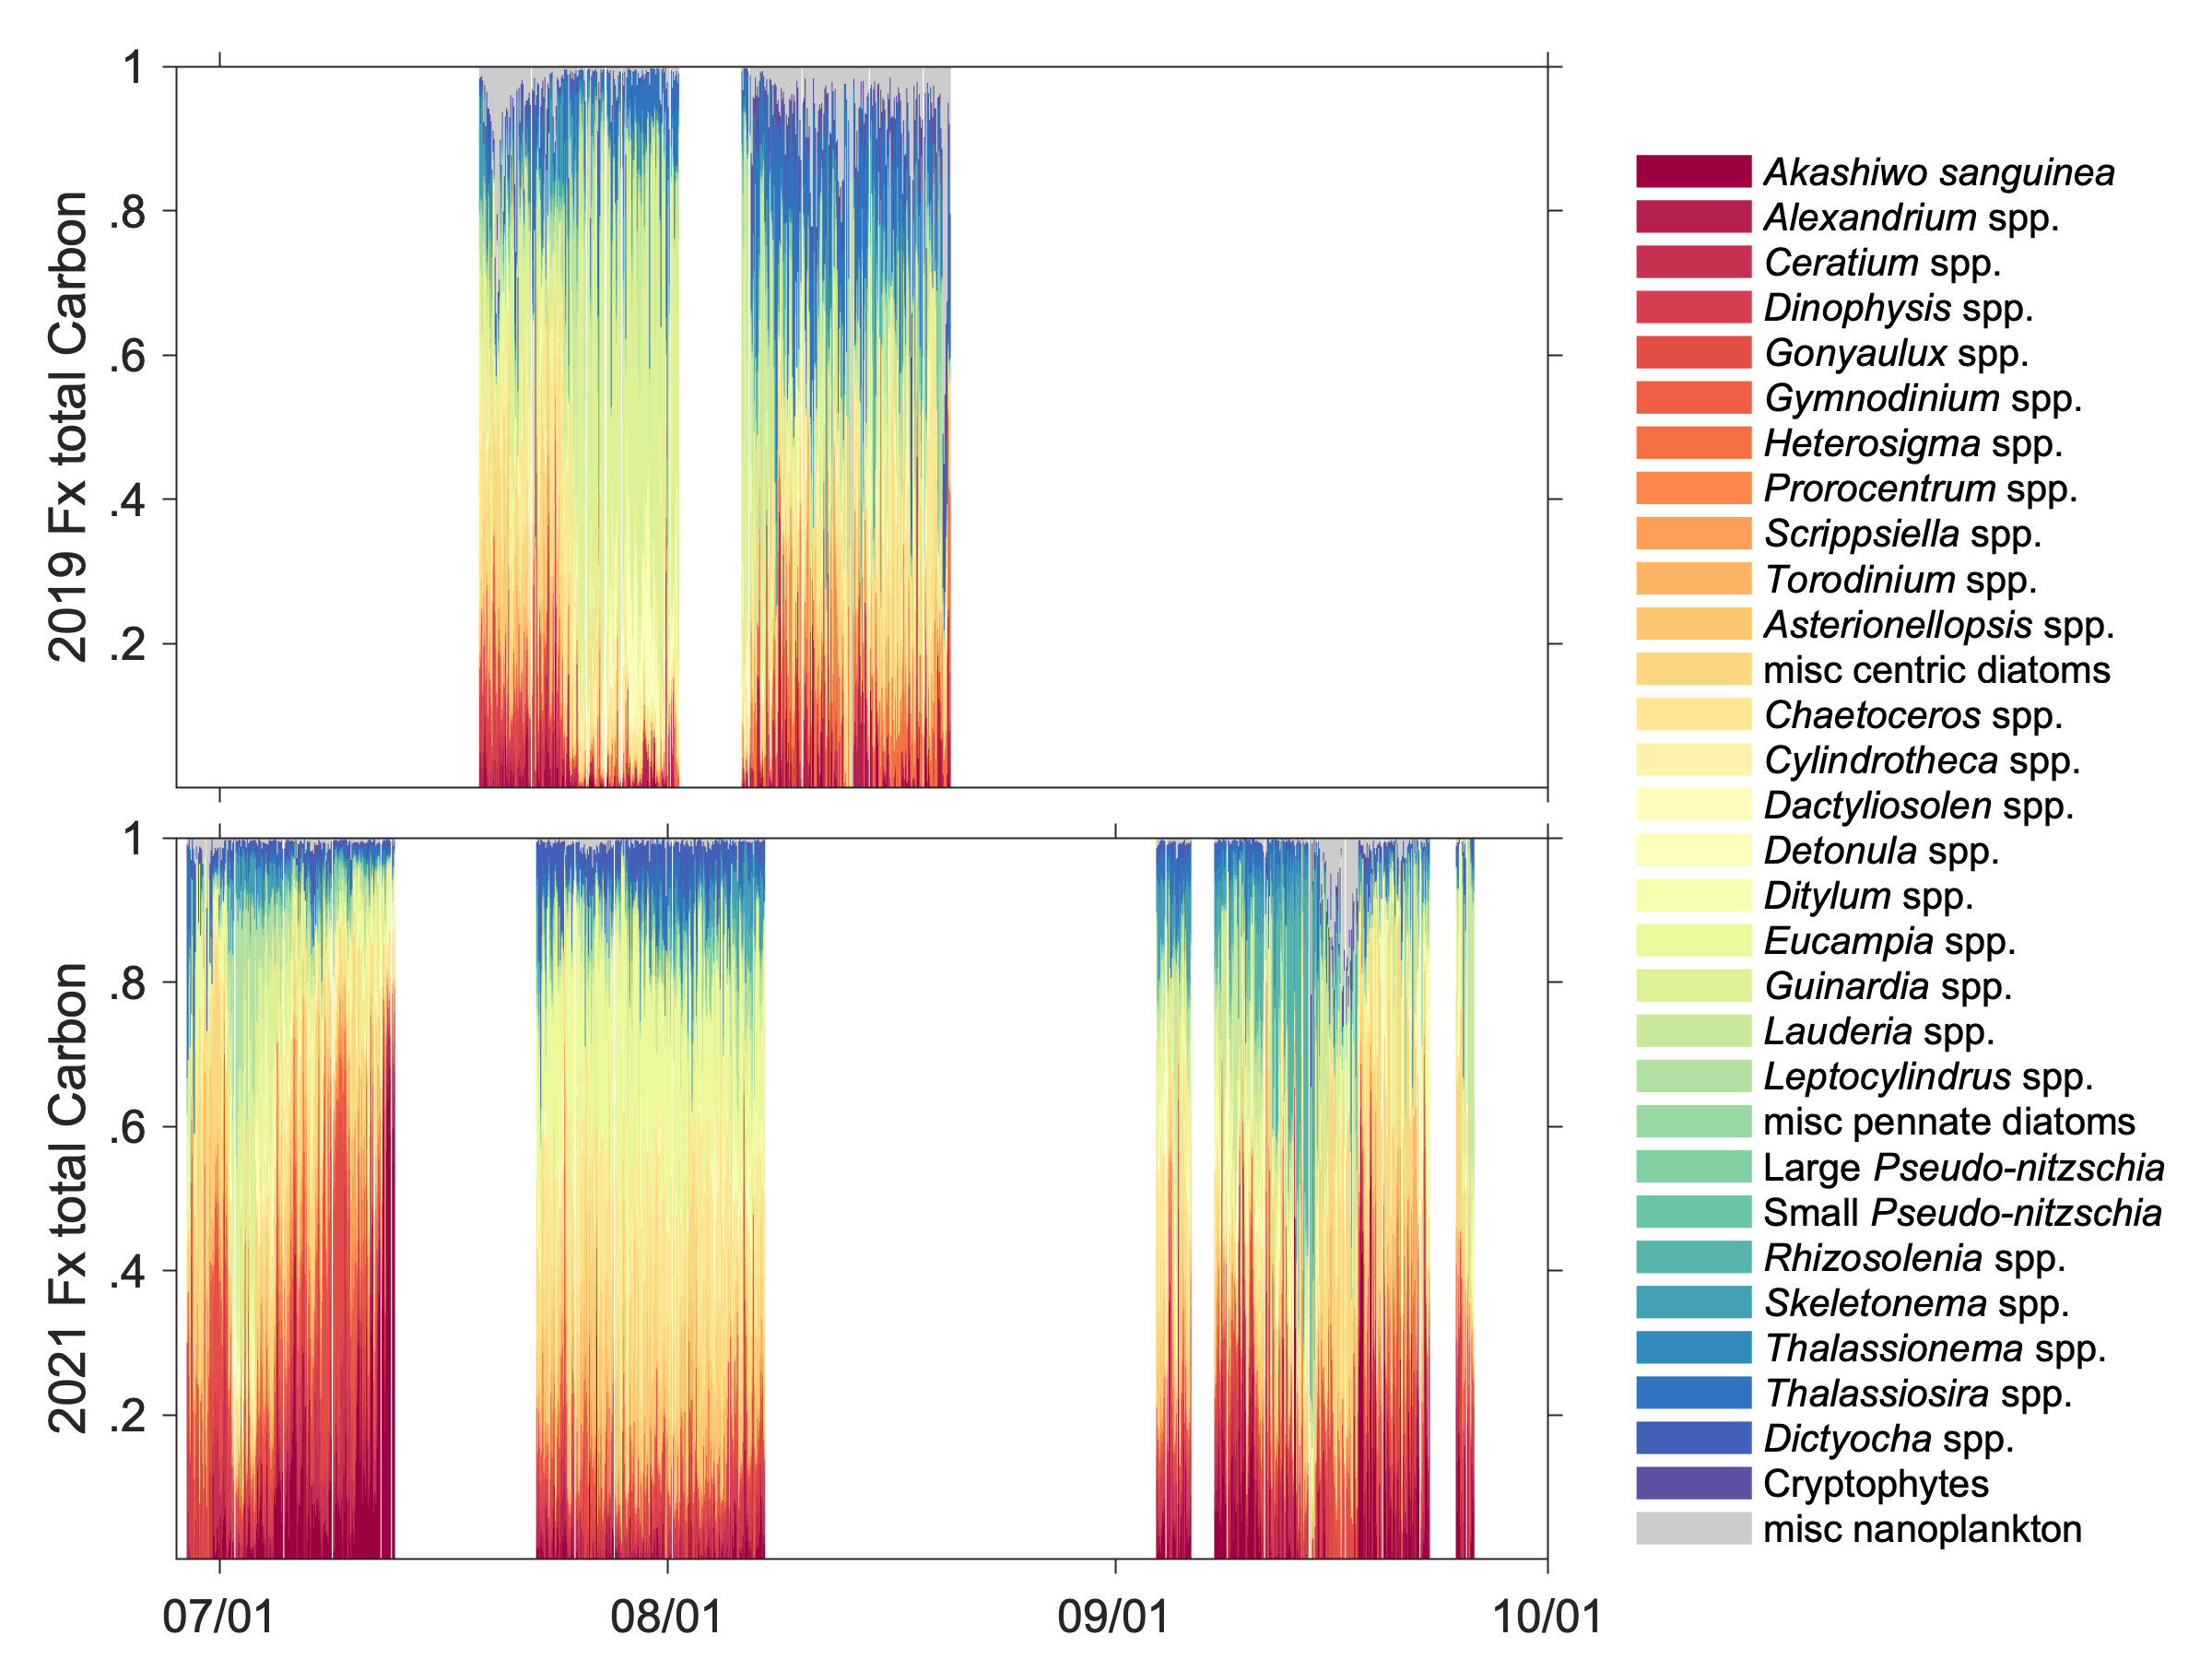 2019 Fx total Carbon
1
.8
.6
.4
.2
2021 Fx total Carbon
1
.8
.6
.4
.2
07/01
08/01
09/01
10/01
Akashiwo sanguinea
Alexandrium spp.
Ceratium spp.
Dinophysis spp.
Gonyaulux spp.
Gymnodinium spp.
Heterosigma spp.
Prorocentrum spp.
Scrippsiella spp.
Torodinium spp.
Asterionellopsis spp.
misc centric diatoms
Chaetoceros spp.
Cylindrotheca spp.
Dactyliosolen spp.
Detonula spp.
Ditylum spp.
Eucampia spp.
Guinardia spp.
Lauderia spp.
Leptocylindrus spp.
misc pennate diatoms
Large Pseudo-nitzschia
Small Pseudo-nitzschia
Rhizosolenia spp.
Skeletonema spp.
Thalassionema spp.
Thalassiosira spp.
Dictyocha spp.
Cryptophytes
misc nanoplankton